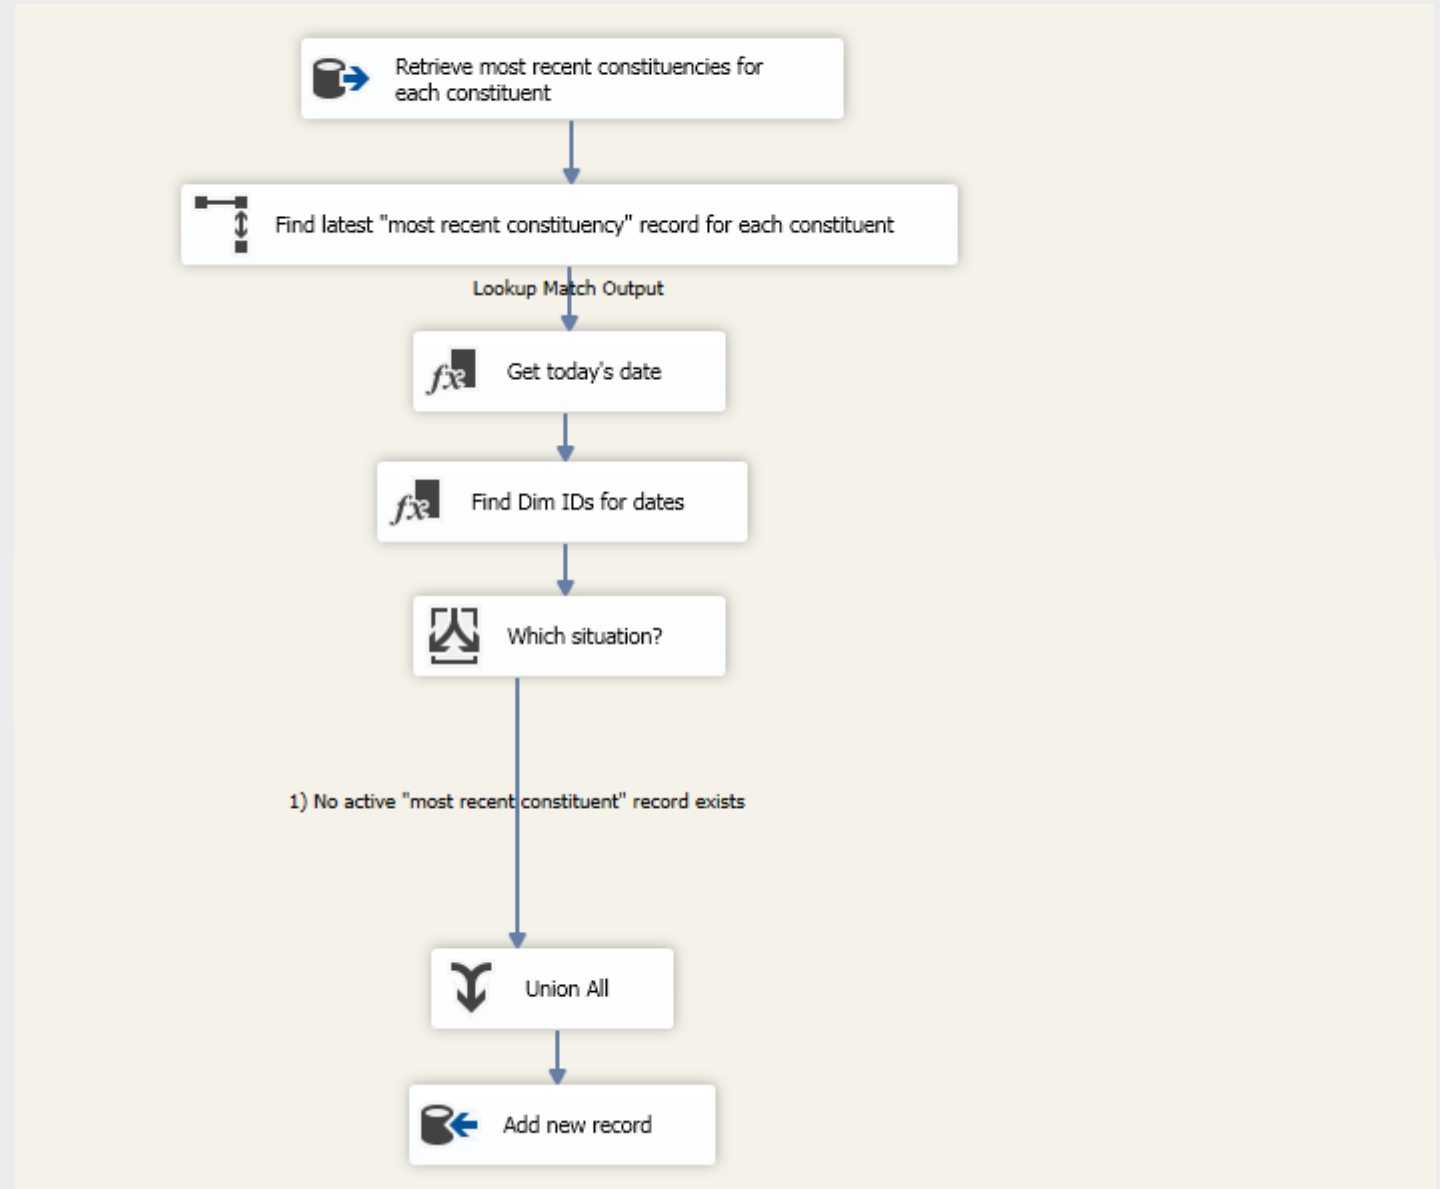 Retrieve most recent constituencies for
each constituent
Find latest "most recent constituency" record for each constituent
Lookup Match Output
Get today's date
Find Dim IDs for dates
Which situation?
1) No active "most recent constituent" record exists
Union All
Add new record